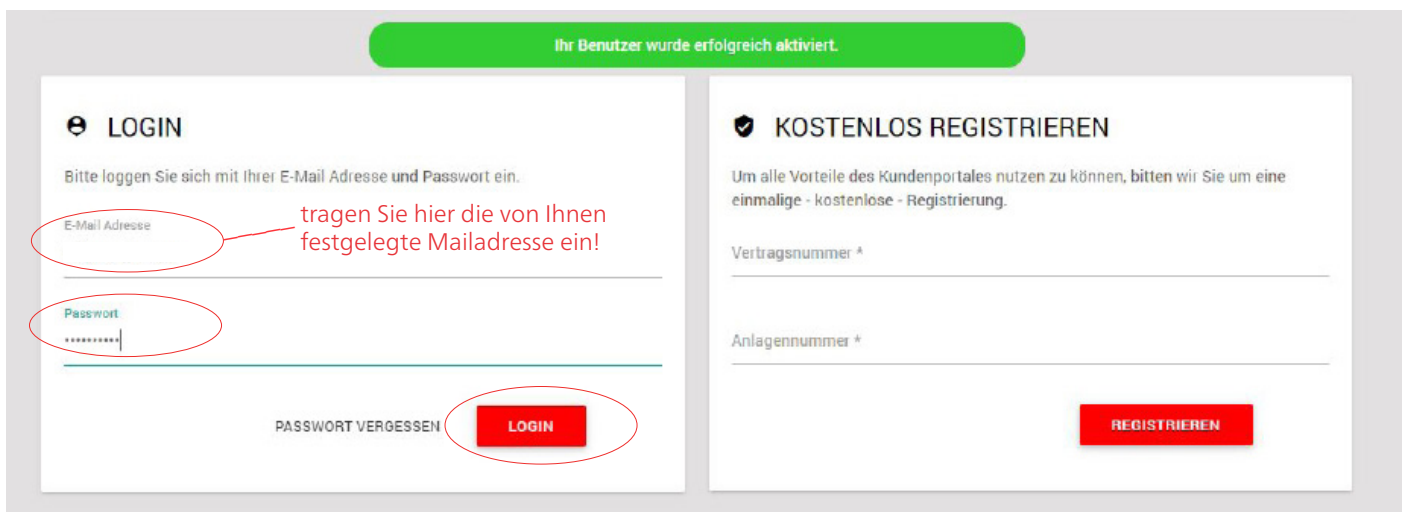 Ihr Benutzer wurde erfolgreich aktiviert.
LOGIN
Bitte loggen Sie sich mit Ihrer E-Mail Adresse und Passwort ein.
E-Mail Adresse
tragen Sie hier die von Ihnen
festgelegte Mailadresse ein!
Passwort
••••••••••
PASSWORT VERGESSEN
LOGIN
KOSTENLOS REGISTRIEREN
Um alle Vorteile des Kundenportales nutzen zu können, bitten wir Sie um eine
einmalige - kostenlose - Registrierung.
Vertragsnummer *
Anlagennummer *
REGISTRIEREN